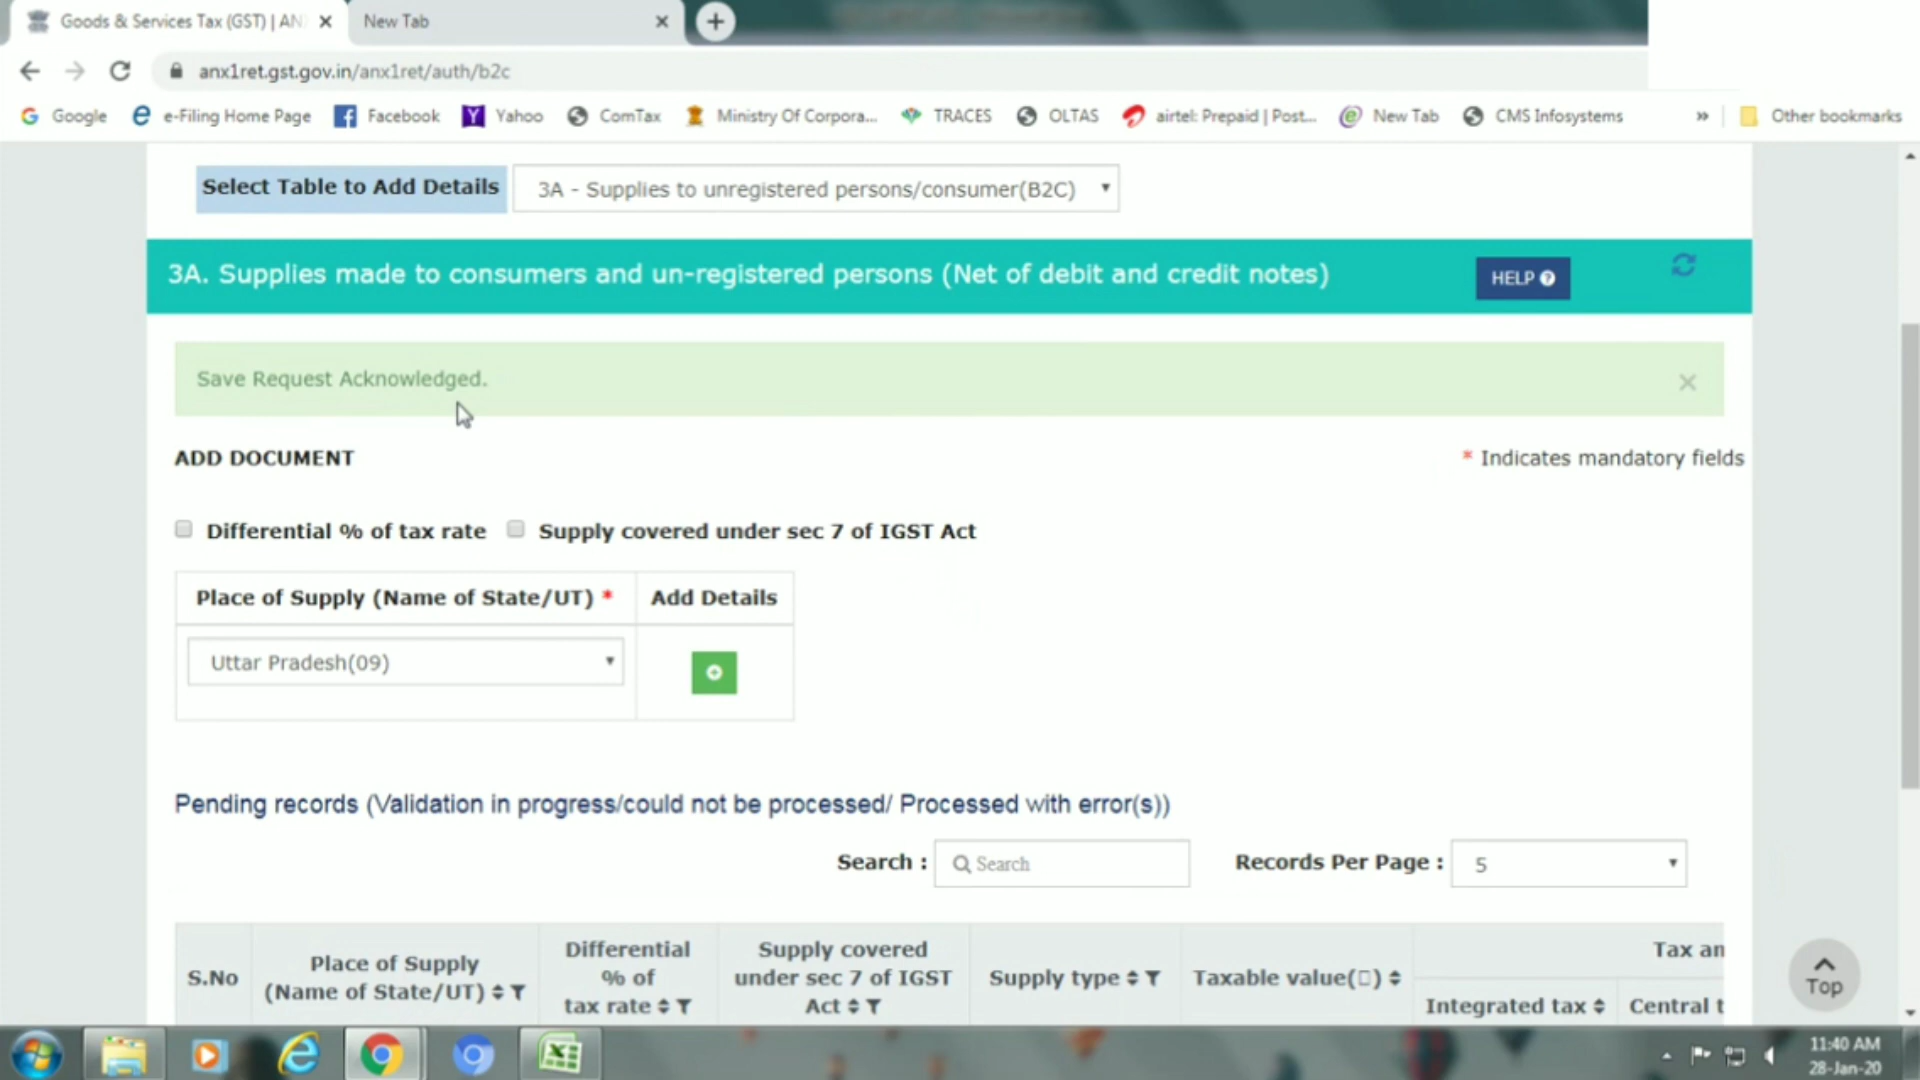 Goods & Services Tax (GST) | AN
New Tab
anx1ret.gst.gov.in/anx1ret/auth/b2c
Google e-Filing Home Page Facebook Yahoo ComTax Ministry Of Corpora... TRACES OLTAS airtel: Prepaid | Post... New Tab CMS Infosystems » Other bookmarks
Select Table to Add Details 3A - Supplies to unregistered persons/consumer(B2C)
3A. Supplies made to consumers and un-registered persons (Net of debit and credit notes) HELP
Save Request Acknowledged.
ADD DOCUMENT
* Indicates mandatory fields
Differential % of tax rate Supply covered under sec 7 of IGST Act
Place of Supply (Name of State/UT) * Add Details
Uttar Pradesh(09)
Pending records (Validation in progress/could not be processed/ Processed with error(s))
Search : Search Records Per Page : 5
S.No
Place of Supply
(Name of State/UT)
Differential
% of
tax rate
Supply covered
under sec 7 of IGST
Act
Supply type
Taxable value(▯)
Tax am
Integrated tax Central t
Top
11:40 AM
28-Jan-20